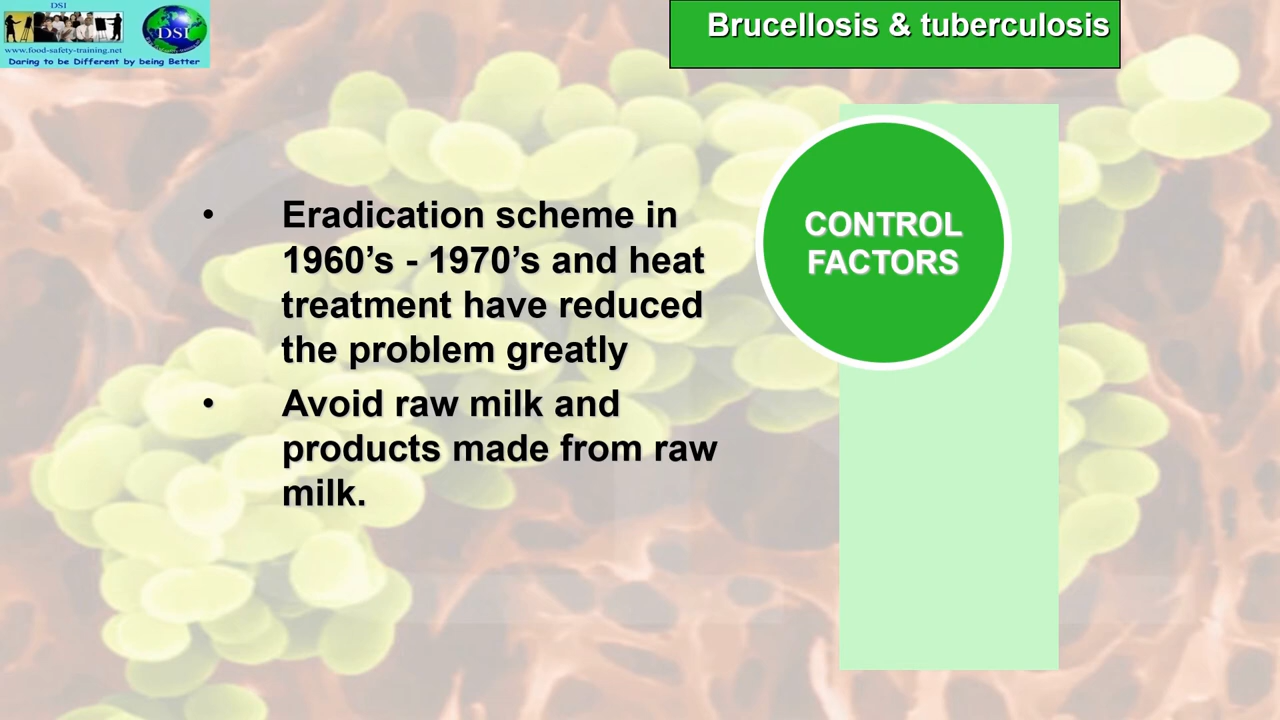 DSI
DSI
www.food-safety-training.net
Daring to be Different by being Better
Brucellosis & tuberculosis
CONTROL
FACTORS
• Eradication scheme in
1960’s - 1970’s and heat
treatment have reduced
the problem greatly
• Avoid raw milk and
products made from raw
milk.